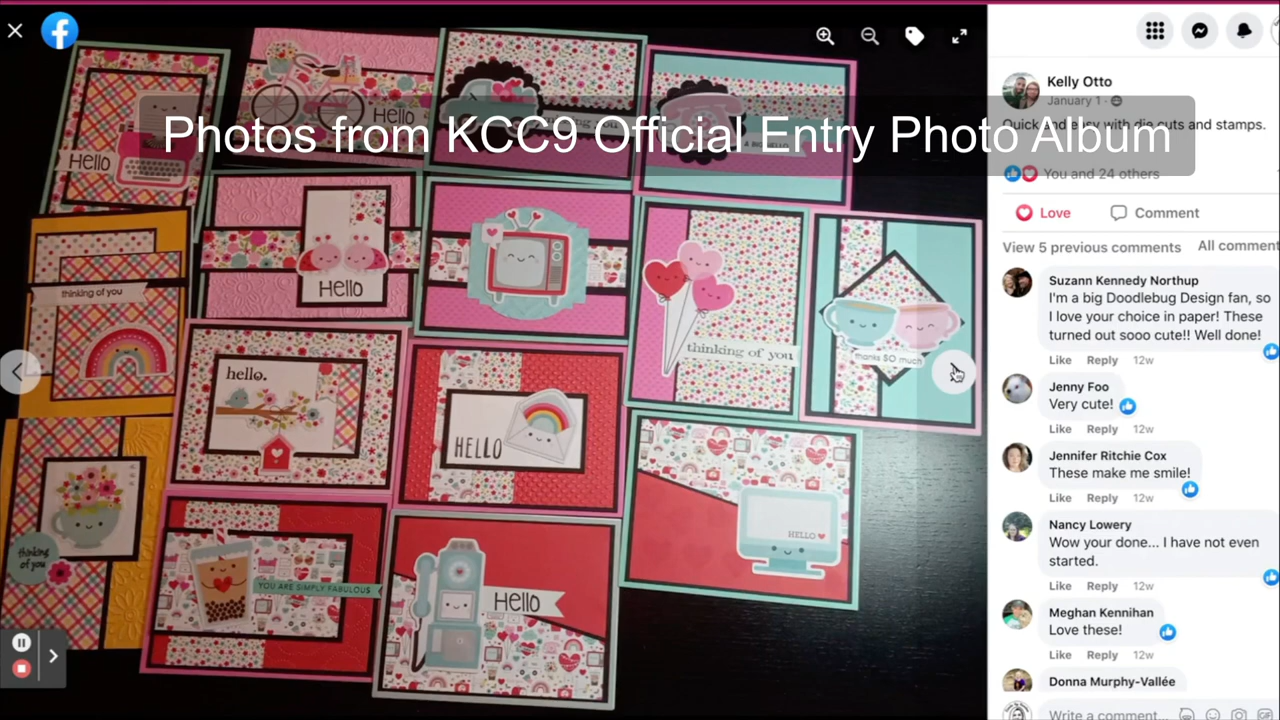 Photos from KCC9 Official Entry Photo Album
Kelly Otto
January 1
Quick and easy with die cuts and stamps.
You and 24 others
Love
Comment
View 5 previous comments
All commen
Suzann Kennedy Northup
I'm a big Doodlebug Design fan, so
I love your choice in paper! These
turned out sooo cute!! Well done!
Like Reply 12w
Jenny Foo
Very cute!
Like Reply 12w
Jennifer Ritchie Cox
These make me smile!
Like Reply 12w
Nancy Lowery
Wow your done... I have not even
started.
Like Reply 12w
Meghan Kennihan
Love these!
Like Reply 12w
Donna Murphy-Vallée
Write a comment...
Hello
Hello
thinking of you
Hello
thinking of you
thanks SO much
hello.
HELLO
HELLO
thinking
of you
YOU ARE SIMPLY FABULOUS
Hello